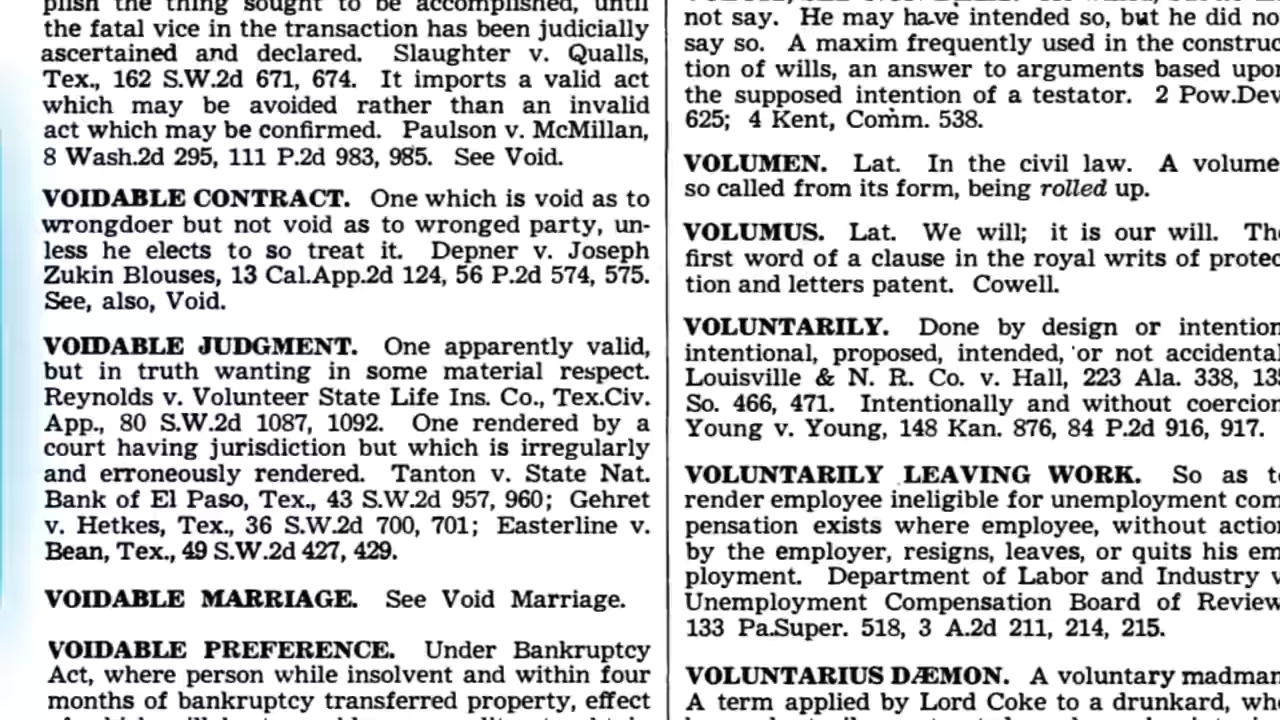 plish the thing sought to be accomplished, until
the fatal vice in the transaction has been judicially
ascertained and declared. Slaughter v. Qualls,
Tex., 162 S.W.2d 671, 674. It imports a valid act
which may be avoided rather than an invalid
act which may be confirmed. Paulson v. McMillan,
8 Wash.2d 295, 111 P.2d 983, 985. See Void.
VOIDABLE CONTRACT. One which is void as to
wrongdoer but not void as to wronged party, un-
less he elects to so treat it. Depner v. Joseph
Zukin Blouses, 13 Cal.App.2d 124, 56 P.2d 574, 575.
See, also, Void.
VOIDABLE JUDGMENT. One apparently valid,
but in truth wanting in some material respect.
Reynolds v. Volunteer State Life Ins. Co., Tex.Civ.
App., 80 S.W.2d 1087, 1092. One rendered by a
court having jurisdiction but which is irregularly
and erroneously rendered. Tanton v. State Nat.
Bank of El Paso, Tex., 43 S.W.2d 957, 960; Gehret
v. Hetkes, Tex., 36 S.W.2d 700, 701; Easterline v.
Bean, Tex., 49 S.W.2d 427, 429.
VOIDABLE MARRIAGE. See Void Marriage.
VOIDABLE PREFERENCE. Under Bankruptcy
Act, where person while insolvent and within four
months of bankruptcy transferred property, effect
not say. He may have intended so, but he did no
say so. A maxim frequently used in the construc
tion of wills, an answer to arguments based upon
the supposed intention of a testator. 2 Pow.Dev
625; 4 Kent, Comm. 538.
VOLUMEN. Lat. In the civil law. A volume
so called from its form, being rolled up.
VOLUMUS. Lat. We will; it is our will. The
first word of a clause in the royal writs of protec
tion and letters patent. Cowell.
VOLUNTARILY. Done by design or intention
intentional, proposed, intended, or not accidental
Louisville & N. R. Co. v. Hall, 223 Ala. 338, 135
So. 466, 471. Intentionally and without coercion
Young v. Young, 148 Kan. 876, 84 P.2d 916, 917.
VOLUNTARILY LEAVING WORK. So as to
render employee ineligible for unemployment com
pensation exists where employee, without action
by the employer, resigns, leaves, or quits his em
ployment. Department of Labor and Industry v
Unemployment Compensation Board of Review
133 Pa.Super. 518, 3 A.2d 211, 214, 215.
VOLUNTARIUS DÆMON. A voluntary madman
A term applied by Lord Coke to a drunkard, wh